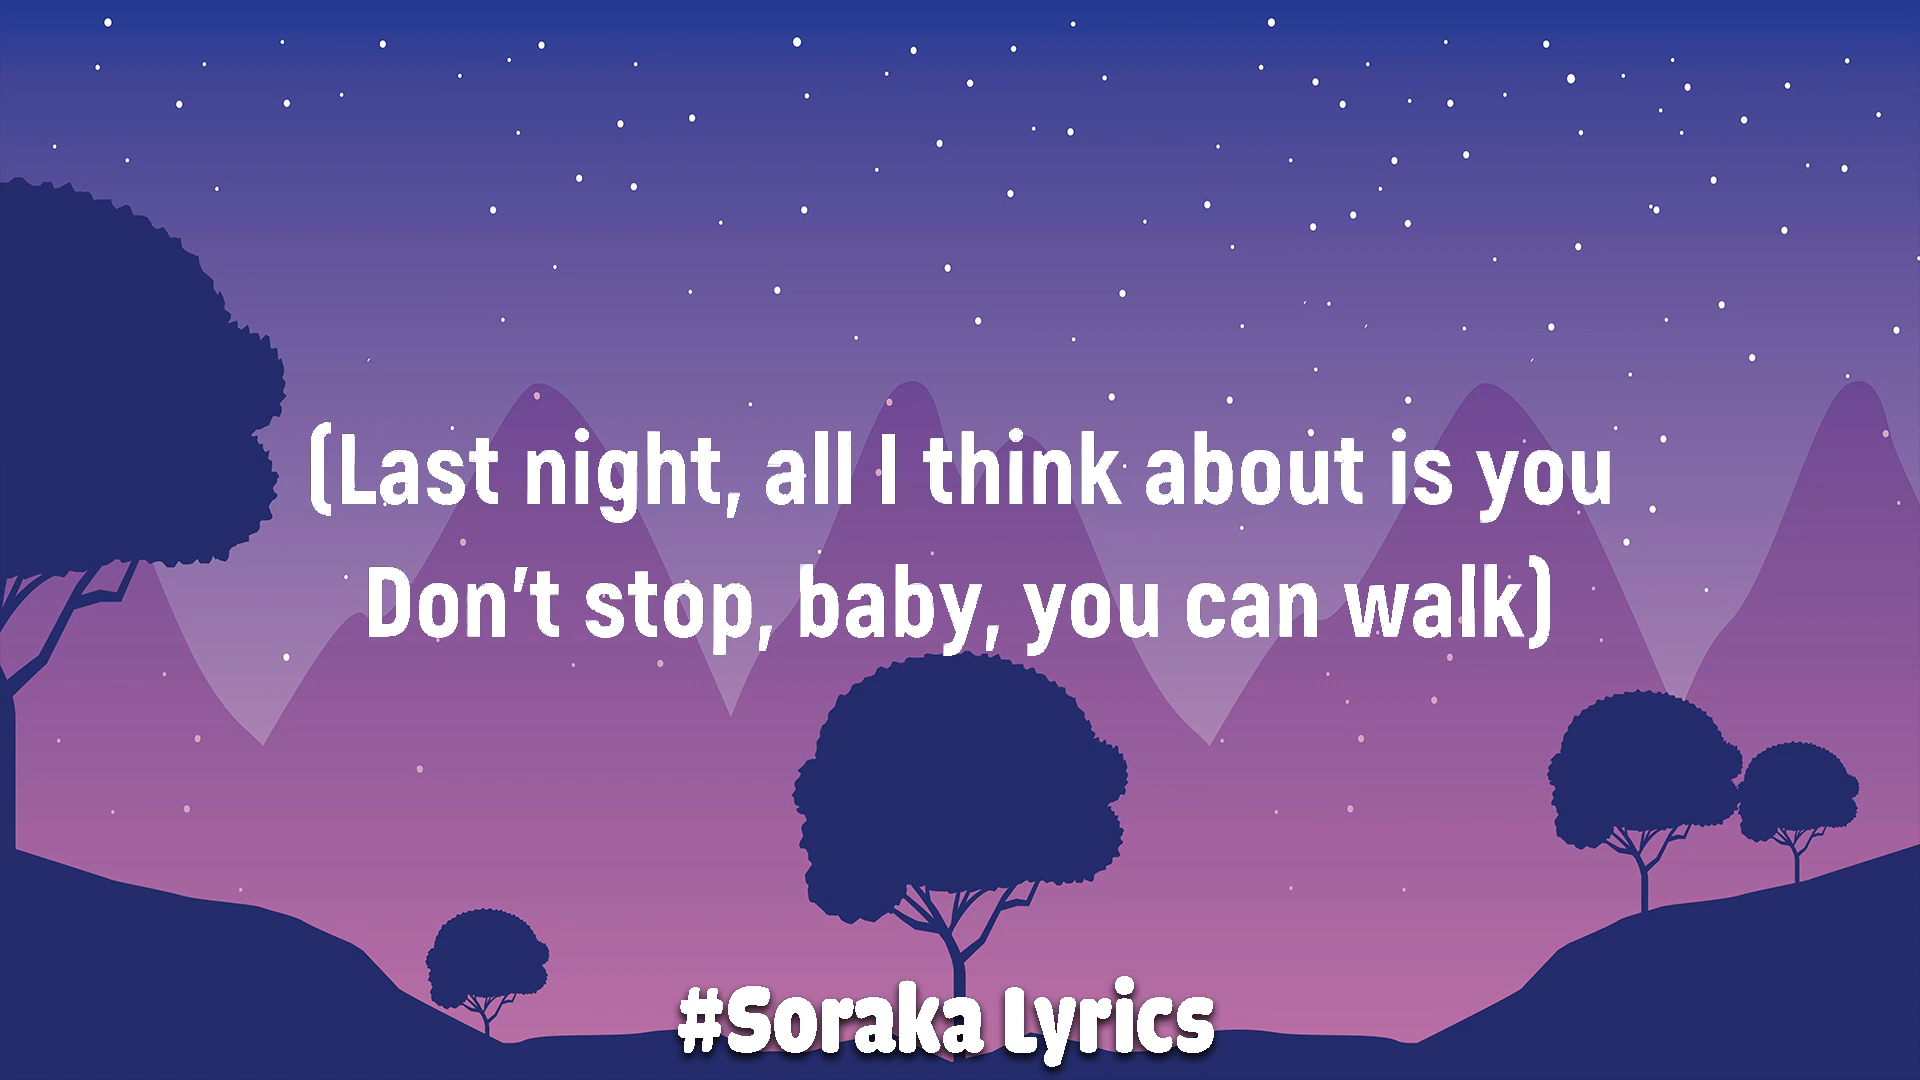 (Last night, all I think about is you
Don't stop, baby, you can walk)
#Soraka Lyrics